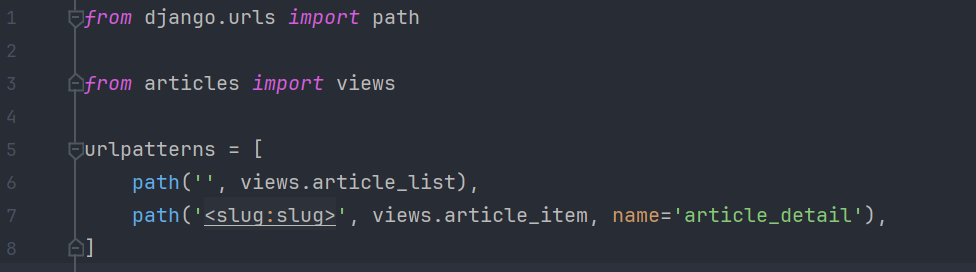 1 from django.urls import path
2
3 from articles import views
4
5 urlpatterns = [
6     path('', views.article_list),
7     path('<slug:slug>', views.article_item, name='article_detail'),
8 ]